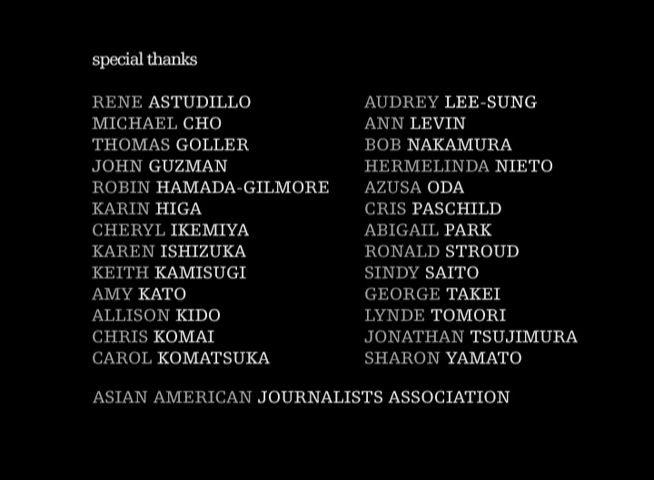 special thanks
RENE ASTUDILLO
MICHAEL CHO
THOMAS GOLLER
JOHN GUZMAN
ROBIN HAMADA-GILMORE
KARIN HIGA
CHERYL IKEMIYA
KAREN ISHIZUKA
KEITH KAMISUGI
AMY KATO
ALLISON KIDO
CHRIS KOMAI
CAROL KOMATSUKA
AUDREY LEE-SUNG
ANN LEVIN
BOB NAKAMURA
HERMELINDA NIETO
AZUSA ODA
CRIS PASCHILD
ABIGAIL PARK
RONALD STROUD
SINDY SAITO
GEORGE TAKEI
LYNDE TOMORI
JONATHAN TSUJIMURA
SHARON YAMATO
ASIAN AMERICAN JOURNALISTS ASSOCIATION